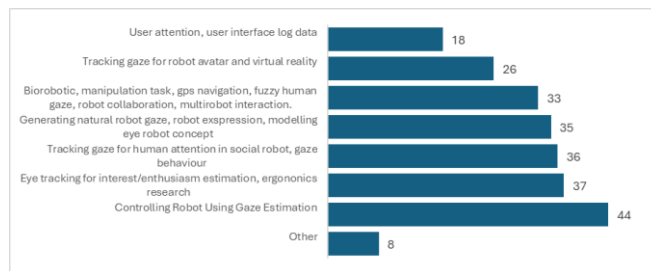 User attention, user interface log data
18
Tracking gaze for robot avatar and virtual reality
26
Biorobotic, manipulation task, gps navigation, fuzzy human
gaze, robot collaboration, multirobot interaction.
33
Generating natural robot gaze, robot exspression, modelling
eye robot concept
35
Tracking gaze for human attention in social robot, gaze
behaviour
36
Eye tracking for interest/enthusiasm estimation, ergononics
research
37
Controlling Robot Using Gaze Estimation
44
Other
8